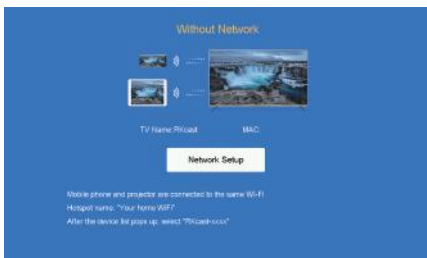 Without Network
TV Name:RKcast MAC:
Network Setup
Mobile phone and projector are connected to the same WI-FI
Hotspot name: "Your home WIFI"
After the device list pops up, select "RKcast-xxxx"